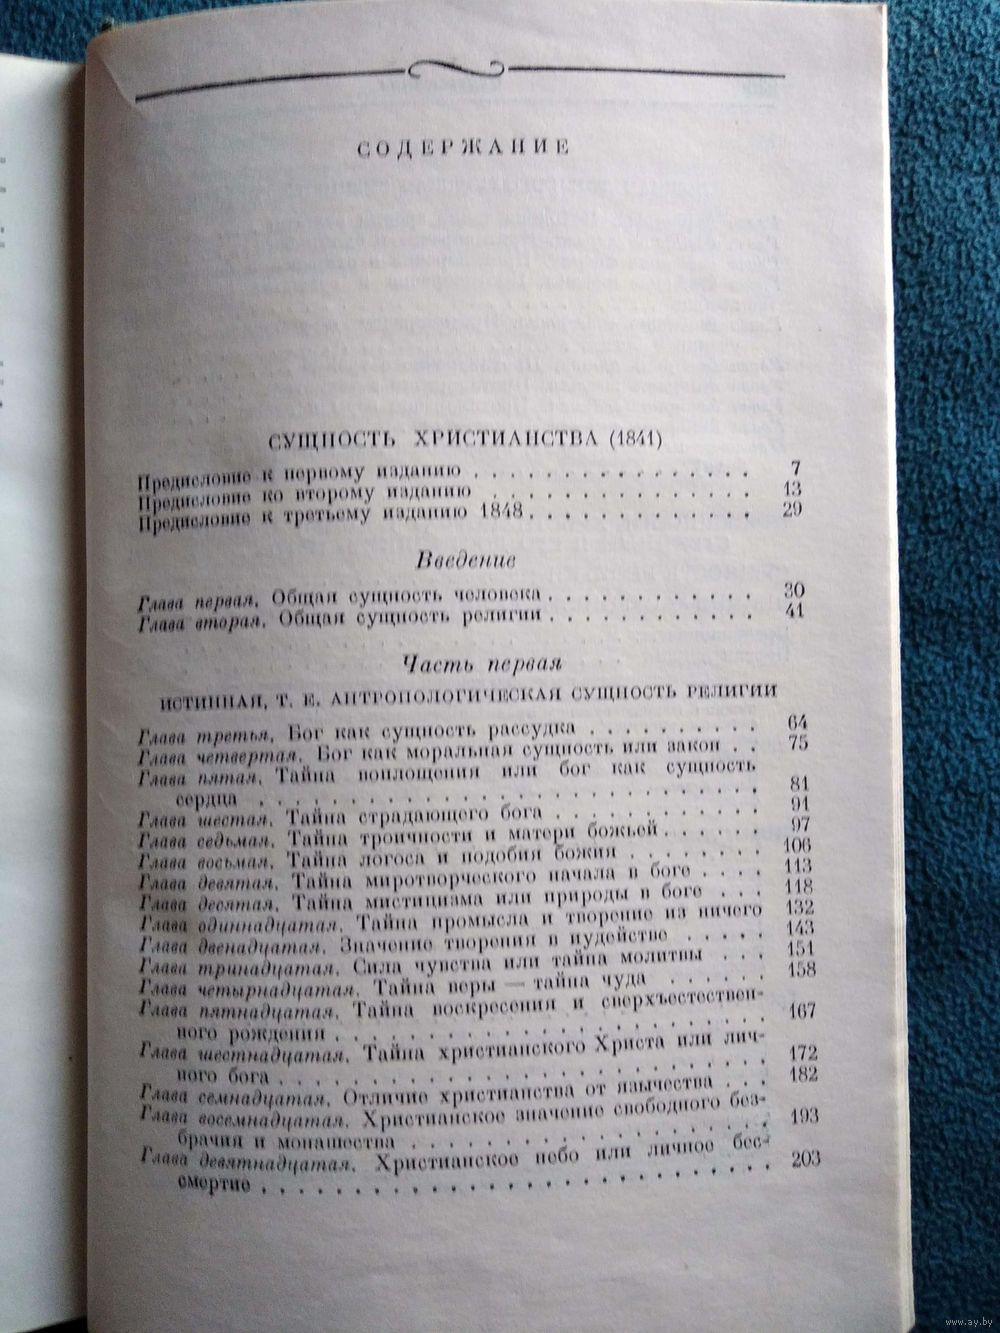 СОДЕРЖАНИЕ
СУЩНОСТЬ ХРИСТИАНСТВА (1841)
Предисловие к первому изданию . . . . . . . . . . . . . . 7
Предисловие ко второму изданию . . . . . . . . . . . . . 13
Предисловие к третьему изданию 1848 . . . . . . . . . . . 29
Введение
Глава первая. Общая сущность человека . . . . . . . . . . . 30
Глава вторая. Общая сущность религии . . . . . . . . . . . 41
Часть первая
ИСТИННАЯ, Т. Е. АНТРОПОЛОГИЧЕСКАЯ СУЩНОСТЬ РЕЛИГИИ
Глава третья. Бог как сущность рассудка . . . . . . . . . 64
Глава четвертая. Бог как моральная сущность или закон . . 75
Глава пятая. Тайна воплощения или бог как сущность
сердца . . . . . . . . . . . . . . . . . . . . . . . 81
Глава шестая. Тайна страдающего бога . . . . . . . . . . . 91
Глава седьмая. Тайна троичности и матери божьей . . . . . . 97
Глава восьмая. Тайна логоса и подобия божия . . . . . . . . 106
Глава девятая. Тайна миротворческого начала в боге . . . . 113
Глава десятая. Тайна мистицизма или природы в боге . . . 118
Глава одиннадцатая. Тайна промысла и творение из ничего 132
Глава двенадцатая. Значение творения в иудействе . . . . . 143
Глава тринадцатая. Сила чувства или тайна молитвы . . . 151
Глава четырнадцатая. Тайна веры — тайна чуда . . . . . . 158
Глава пятнадцатая. Тайна воскресения и сверхъестествен-
ного рождения . . . . . . . . . . . . . . . . . . . 167
Глава шестнадцатая. Тайна христианского Христа или лич-
ного бога . . . . . . . . . . . . . . . . . . . . . . 172
Глава семнадцатая. Отличие христианства от язычества . . . 182
Глава восемнадцатая. Христианское значение свободного без-
брачия и монашества . . . . . . . . . . . . . . . . 193
Глава девятнадцатая. Христианское небо или личное бес-
смертие . . . . . . . . . . . . . . . . . . . . . . . 203
www.ay.by